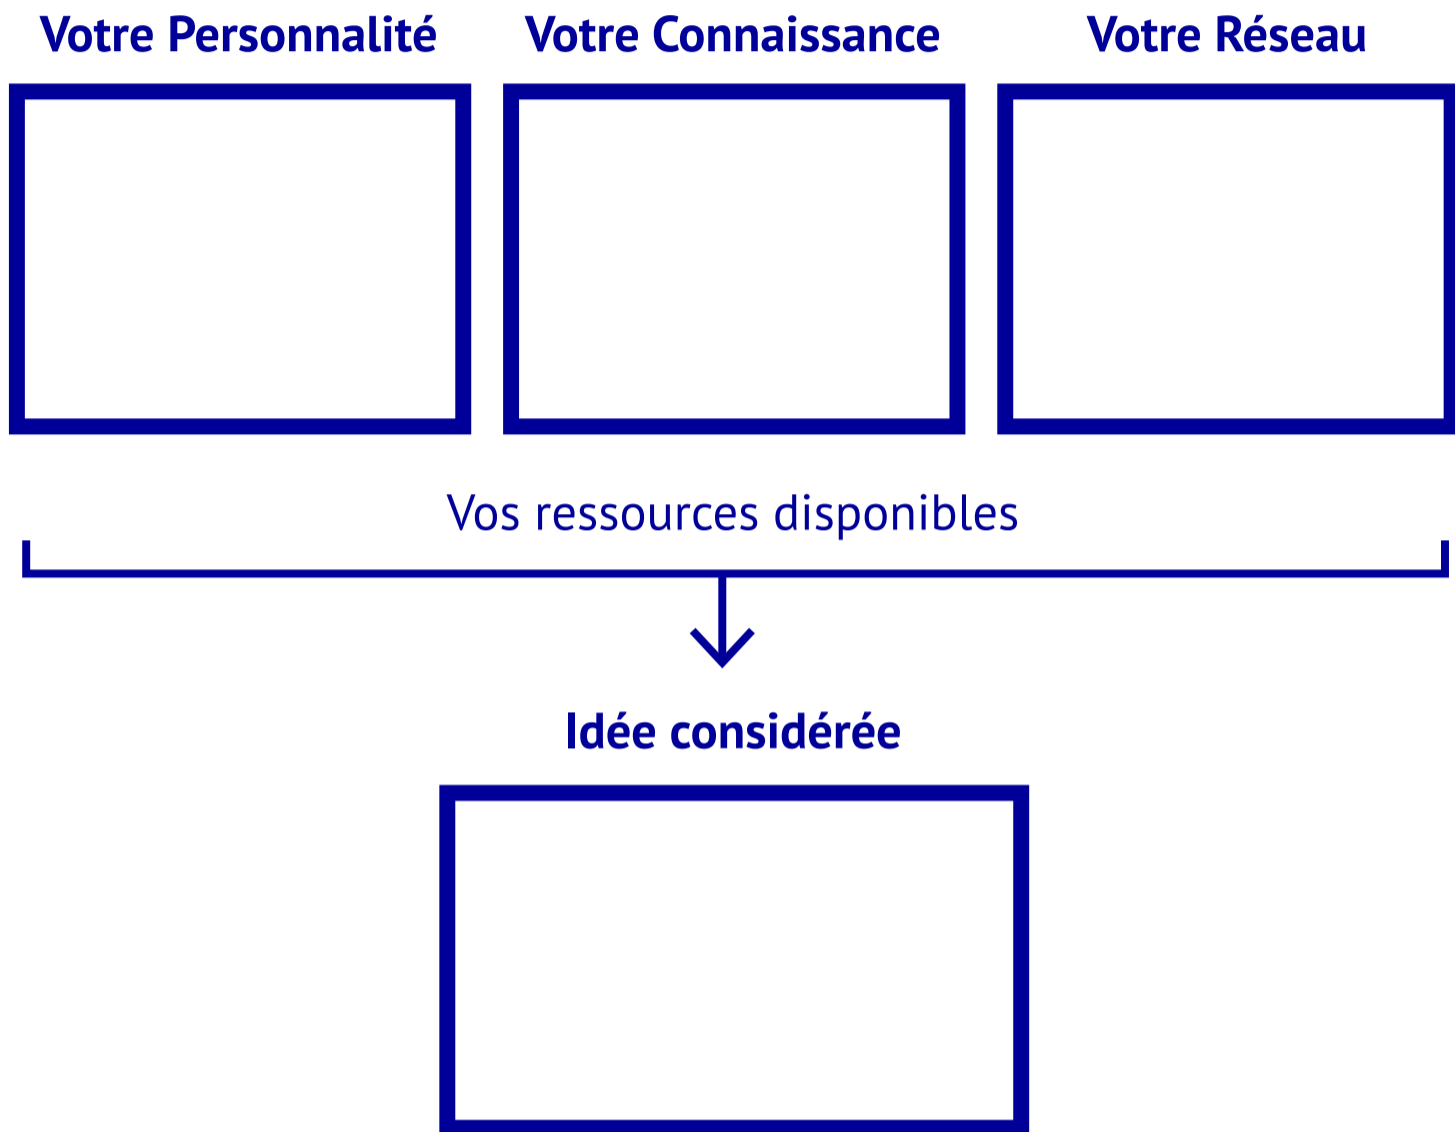 Votre Personnalité
Votre Connaissance
Votre Réseau
Vos ressources disponibles
Idée considérée